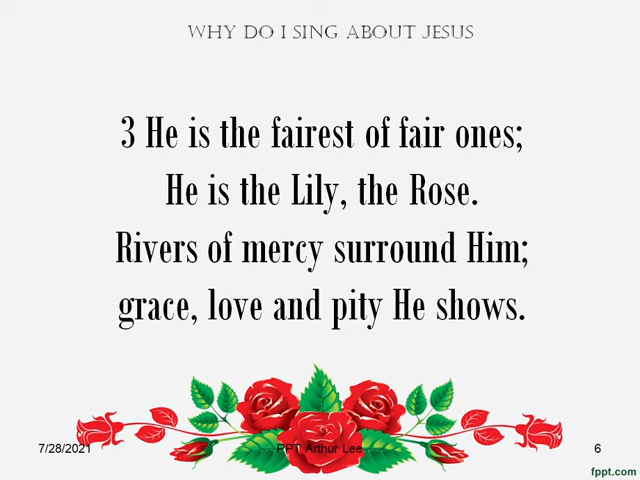 WHY DO I SING ABOUT JESUS
3 He is the fairest of fair ones;
He is the Lily, the Rose.
Rivers of mercy surround Him;
grace, love and pity He shows.
7/28/2021
PPT Arthur Lee
6
fppt.com